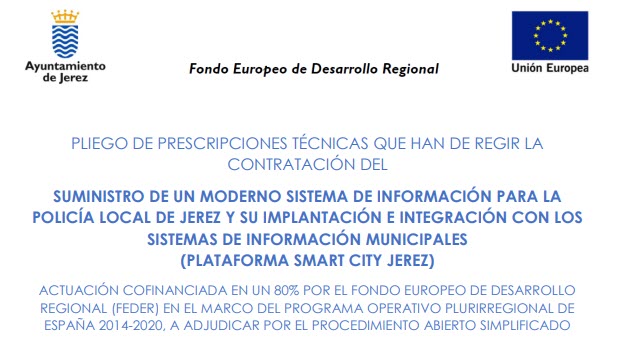 Ayuntamiento
de Jerez
Fondo Europeo de Desarrollo Regional
Unión Europea
PLIEGO DE PRESCRIPCIONES TÉCNICAS QUE HAN DE REGIR LA
CONTRATACIÓN DEL
SUMINISTRO DE UN MODERNO SISTEMA DE INFORMACIÓN PARA LA
POLICÍA LOCAL DE JEREZ Y SU IMPLANTACIÓN E INTEGRACIÓN CON LOS
SISTEMAS DE INFORMACIÓN MUNICIPALES
(PLATAFORMA SMART CITY JEREZ)
ACTUACIÓN COFINANCIADA EN UN 80% POR EL FONDO EUROPEO DE DESARROLLO
REGIONAL (FEDER) EN EL MARCO DEL PROGRAMA OPERATIVO PLURIRREGIONAL DE
ESPAÑA 2014-2020, A ADJUDICAR POR EL PROCEDIMIENTO ABIERTO SIMPLIFICADO